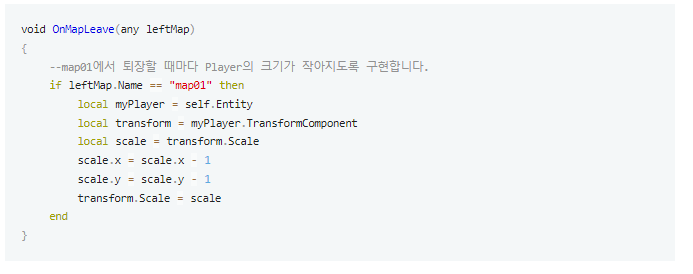 void OnMapLeave(any leftMap)
{
    --map01에서 퇴장할 때마다 Player의 크기가 작아지도록 구현합니다.
    if leftMap.Name == "map01" then
        local myPlayer = self.Entity
        local transform = myPlayer.TransformComponent
        local scale = transform.Scale
        scale.x = scale.x - 1
        scale.y = scale.y - 1
        transform.Scale = scale
    end
}